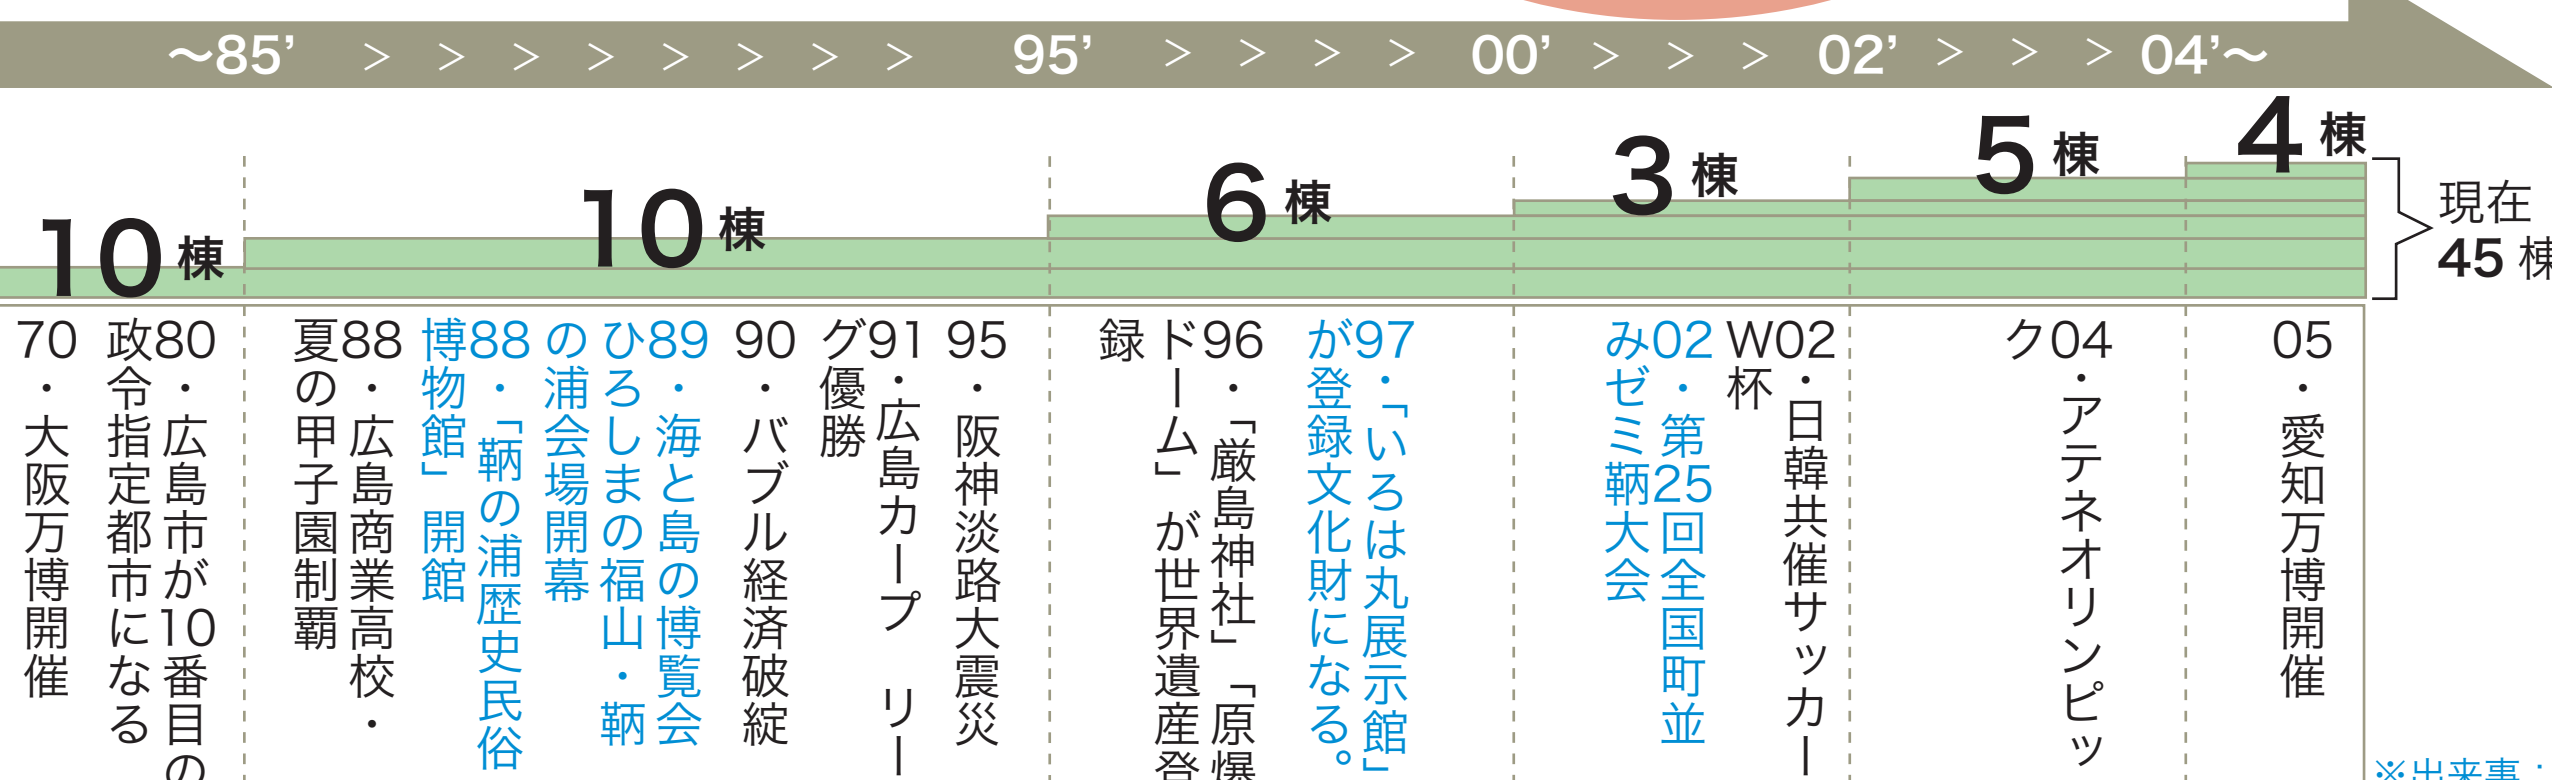 〜85’ > > > > > > > > 95’ > > > > 00’ > > > 02’ > > > 04’〜
10棟
10棟
6棟
3棟
5棟
4棟
現在
45棟
70・大阪万博開催
80・広島市が10番目の
政令指定都市になる
88・広島商業高校・
夏の甲子園制覇
88・「鞆の浦歴史民俗
博物館」開館
89・海と島の博覧会
ひろしまの福山・鞆
の浦会場開幕
90・バブル経済破綻
91・広島カープ　リー
グ優勝
95・阪神淡路大震災
96・「厳島神社」「原爆
ドーム」が世界遺産登
録
97・「いろは丸展示館」
が登録文化財になる。
02・第25回全国町並
みゼミ鞆大会
02・日韓共催サッカー
W杯
04・アテネオリンピッ
ク
05・愛知万博開催
※出来事